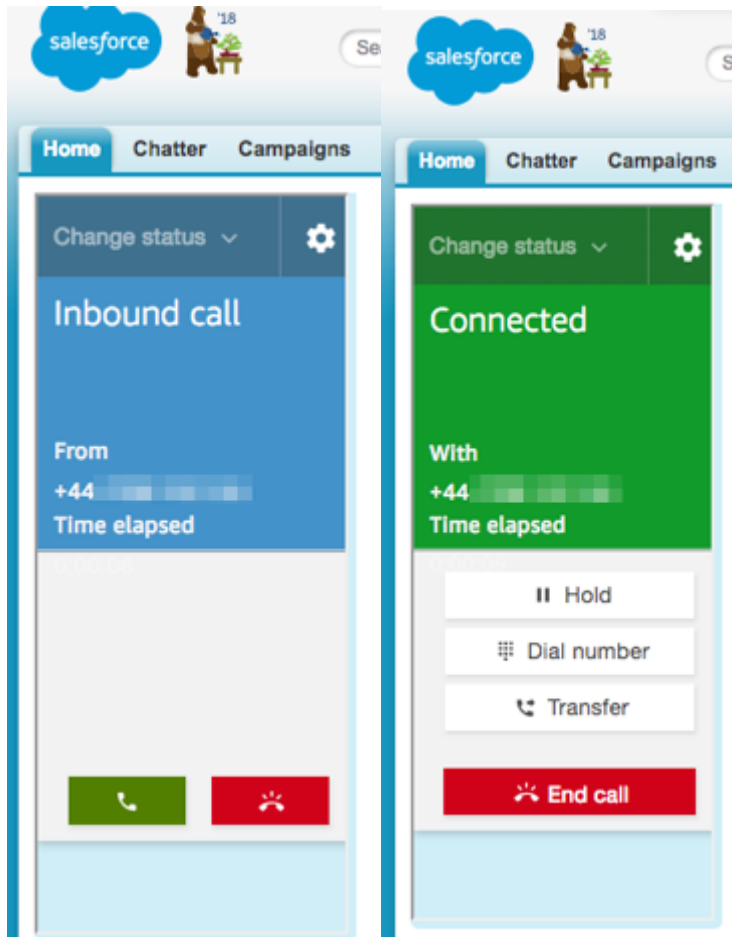 salesforce
'18
Se
Home Chatter Campaigns
Change status
Inbound call
From
+44
Time elapsed
salesforce
'18
S
Home Chatter Campaigns
Change status
Connected
With
+44
Time elapsed
Hold
Dial number
Transfer
End call